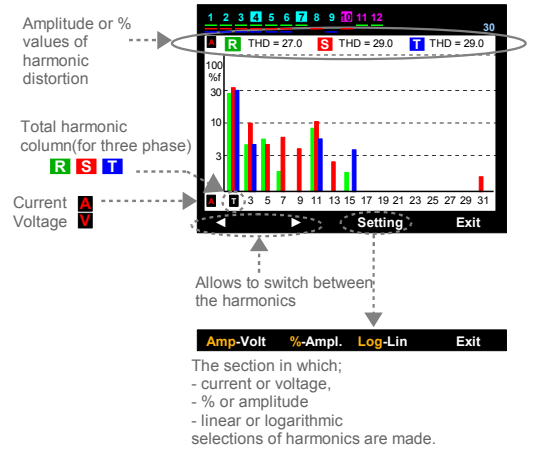 1 2 3 4 5 6 7 8 9 10 11 12
30
Amplitude or %
values of
harmonic
distortion
A R THD = 27.0 S THD = 29.0 T THD = 29.0
100
%f
30
10
3
Total harmonic
column(for three phase)
R S T
Current A
Voltage V
A T 3 5 7 9 11 13 15 17 19 21 23 25 27 29 31
◄ ► Setting Exit
Allows to switch between
the harmonics
Amp-Volt %-Ampl. Log-Lin Exit
The section in which;
- current or voltage,
- % or amplitude
- linear or logarithmic
selections of harmonics are made.